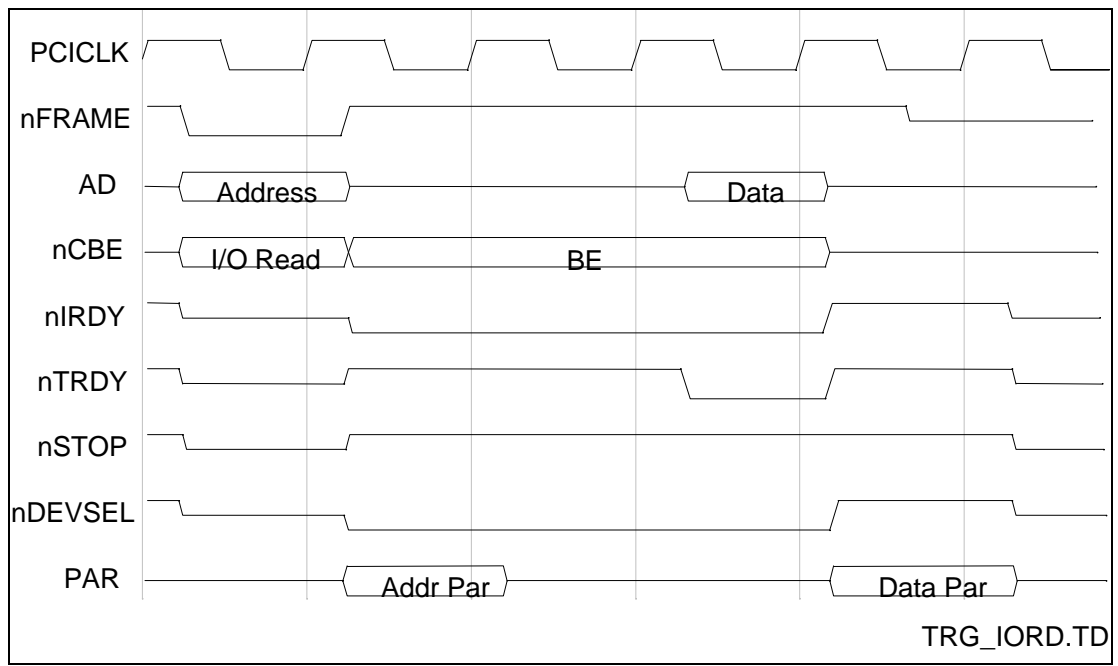 PCICLK
nFRAME
AD Address Data
nCBE I/O Read BE
nIRDY
nTRDY
nSTOP
nDEVSEL
PAR Addr Par Data Par
TRG_IORD.TD